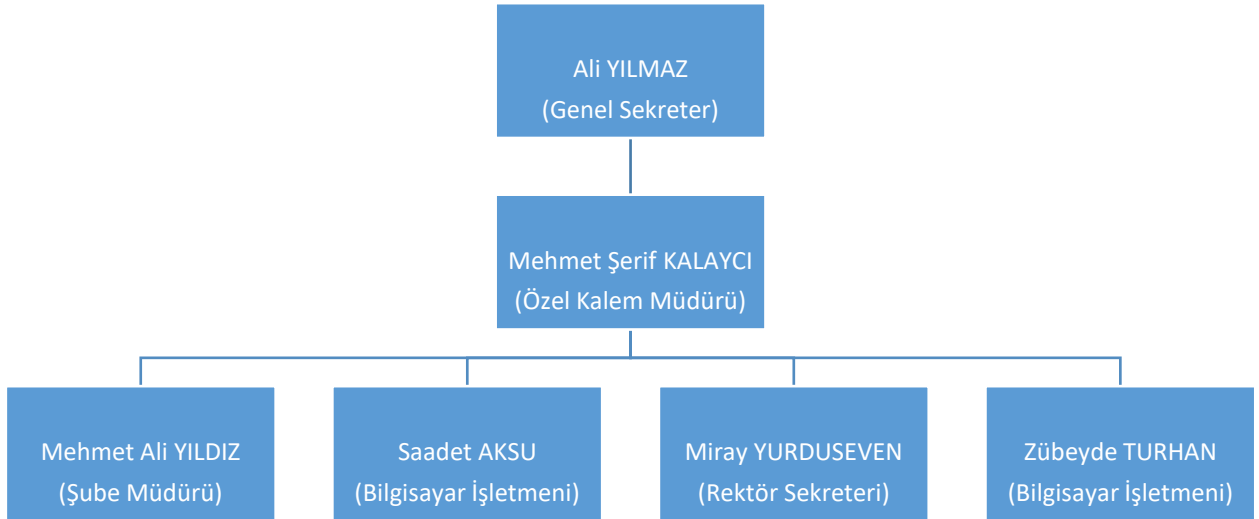 Ali YILMAZ
(Genel Sekreter)
Mehmet Şerif KALAYCI
(Özel Kalem Müdürü)
Mehmet Ali YILDIZ
(Şube Müdürü)
Saadet AKSU
(Bilgisayar İşletmeni)
Miray YURDUSEVEN
(Rektör Sekreteri)
Zübeyde TURHAN
(Bilgisayar İşletmeni)